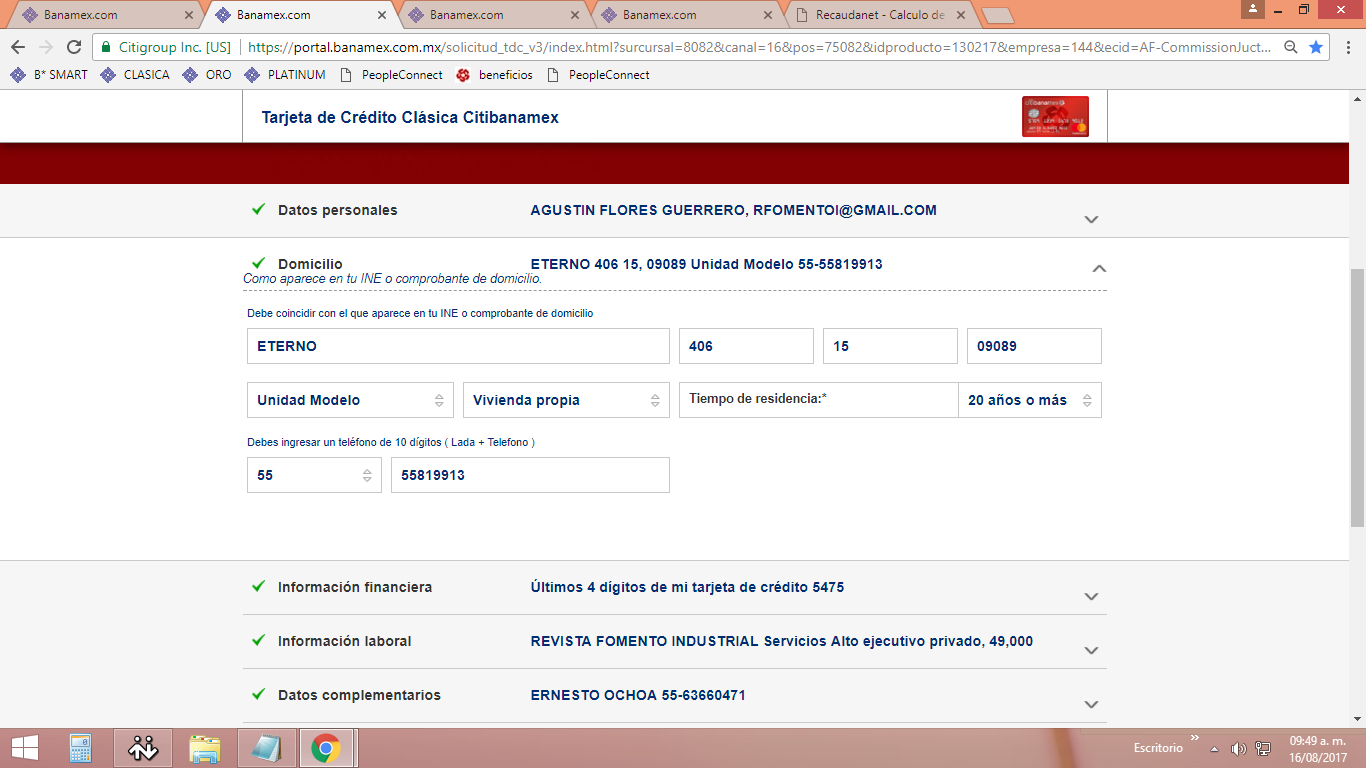 Banamex.com
Banamex.com
Banamex.com
Banamex.com
Recaudanet - Calculo de
Citigroup Inc. [US] https://portal.banamex.com.mx/solicitud_tdc_v3/index.html?surcursal=8082&canal=16&pos=75082&idproducto=130217&empresa=144&ecid=AF-CommissionJuct...
B* SMART CLASICA ORO PLATINUM PeopleConnect beneficios PeopleConnect
Tarjeta de Crédito Clásica Citibanamex
Datos personales AGUSTIN FLORES GUERRERO, RFOMENTOI@GMAIL.COM
Domicilio ETERNO 406 15, 09089 Unidad Modelo 55-55819913
Como aparece en tu INE o comprobante de domicilio.
Debe coincidir con el que aparece en tu INE o comprobante de domicilio
ETERNO 406 15 09089
Unidad Modelo Vivienda propia Tiempo de residencia:* 20 años o más
Debes ingresar un teléfono de 10 dígitos ( Lada + Telefono )
55 55819913
Información financiera Últimos 4 dígitos de mi tarjeta de crédito 5475
Información laboral REVISTA FOMENTO INDUSTRIAL Servicios Alto ejecutivo privado, 49,000
Datos complementarios ERNESTO OCHOA 55-63660471
Escritorio
09:49 a. m.
16/08/2017